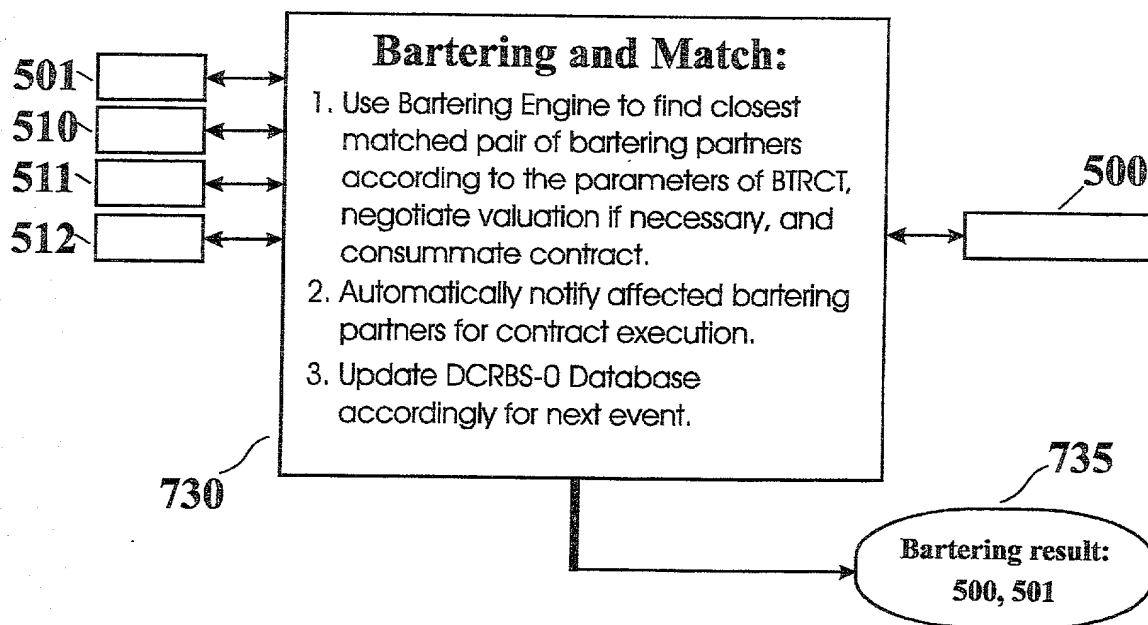 Bartering and Match:
1. Use Bartering Engine to find closest
matched pair of bartering partners
according to the parameters of BTRCT,
negotiate valuation if necessary, and
consummate contract.
2. Automatically notify affected bartering
partners for contract execution.
3. Update DCRBS-0 Database
accordingly for next event.
501
510
511
512
500
730
735
Bartering result:
500, 501